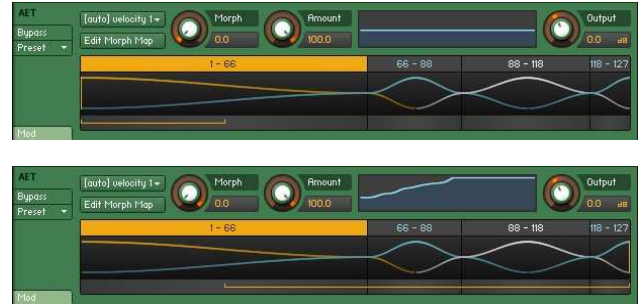 AET
[auto] velocity 1
Morph
Amount
Output
Bypass
Edit Morph Map
0.0
100.0
0.0 dB
Preset
1 - 66
66 - 88
88 - 118
118 - 127
Mod
AET
[auto] velocity 1
Morph
Amount
Output
Bypass
Edit Morph Map
0.0
100.0
0.0 dB
Preset
1 - 66
66 - 88
88 - 118
118 - 127
Mod